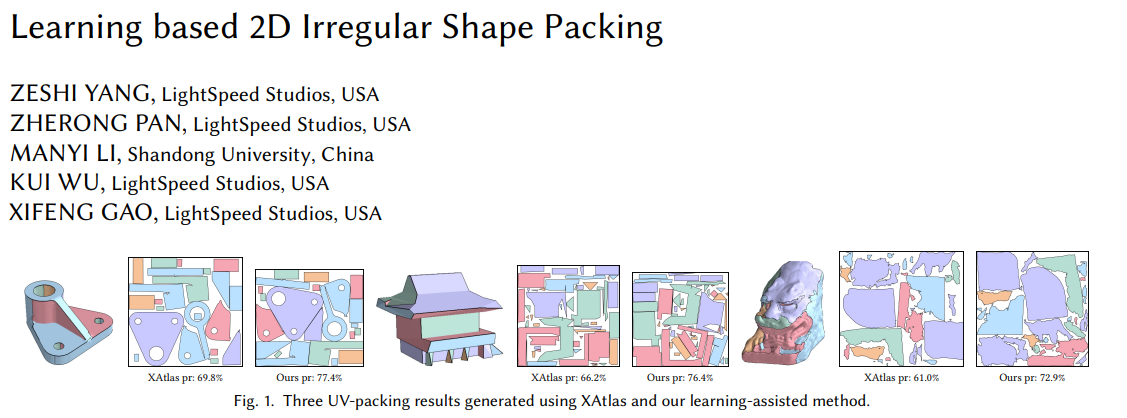 Learning based 2D Irregular Shape Packing
ZESHI YANG, LightSpeed Studios, USA
ZHERONG PAN, LightSpeed Studios, USA
MANYI LI, Shandong University, China
KUI WU, LightSpeed Studios, USA
XIFENG GAO, LightSpeed Studios, USA
XAtlas pr: 69.8% Ours pr: 77.4% XAtlas pr: 66.2% Ours pr: 76.4% XAtlas pr: 61.0% Ours pr: 72.9%
Fig. 1. Three UV-packing results generated using XAtlas and our learning-assisted method.